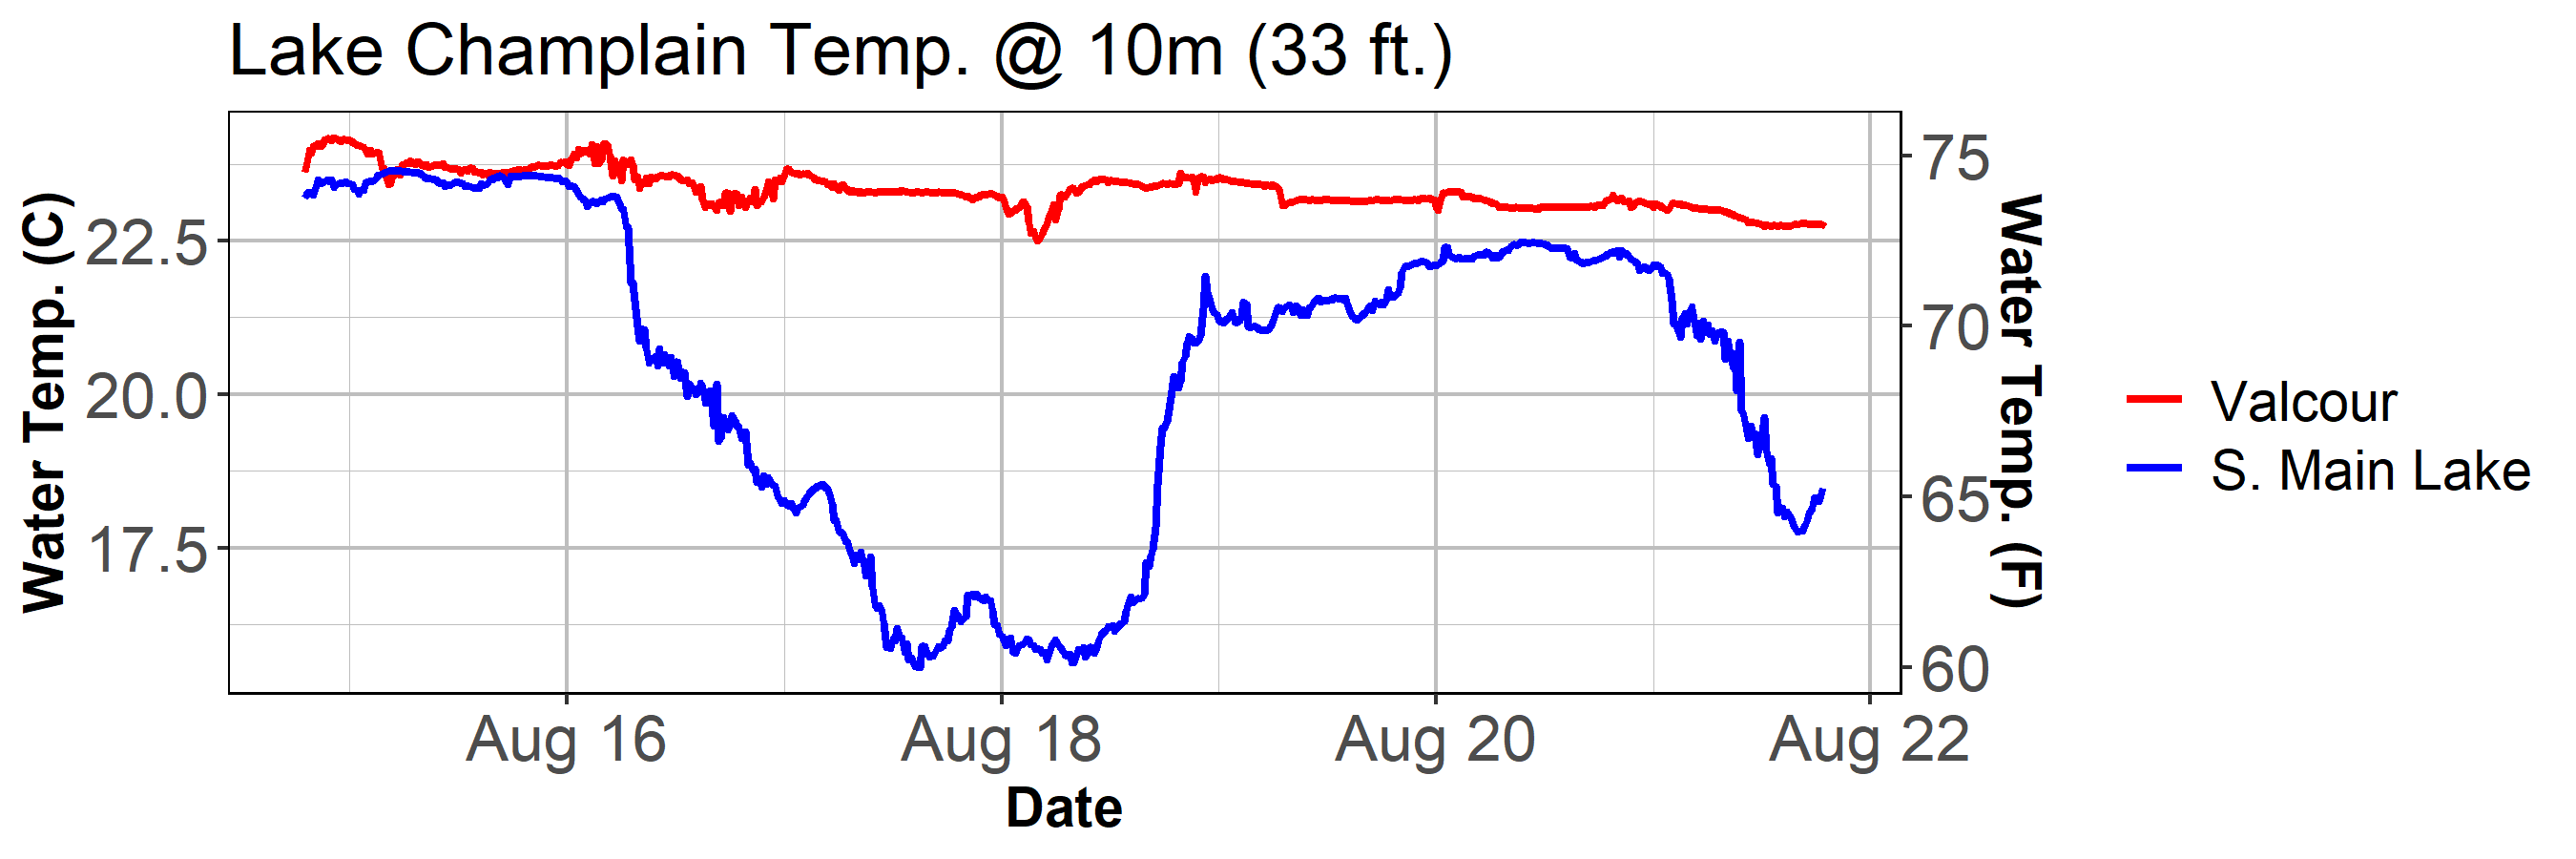 Lake Champlain Temp. @ 10m (33 ft.)
Water Temp. (C)
22.5
20.0
17.5
75
70
65
60
Water Temp. (F)
Aug 16
Aug 18
Aug 20
Aug 22
Date
Valcour
S. Main Lake